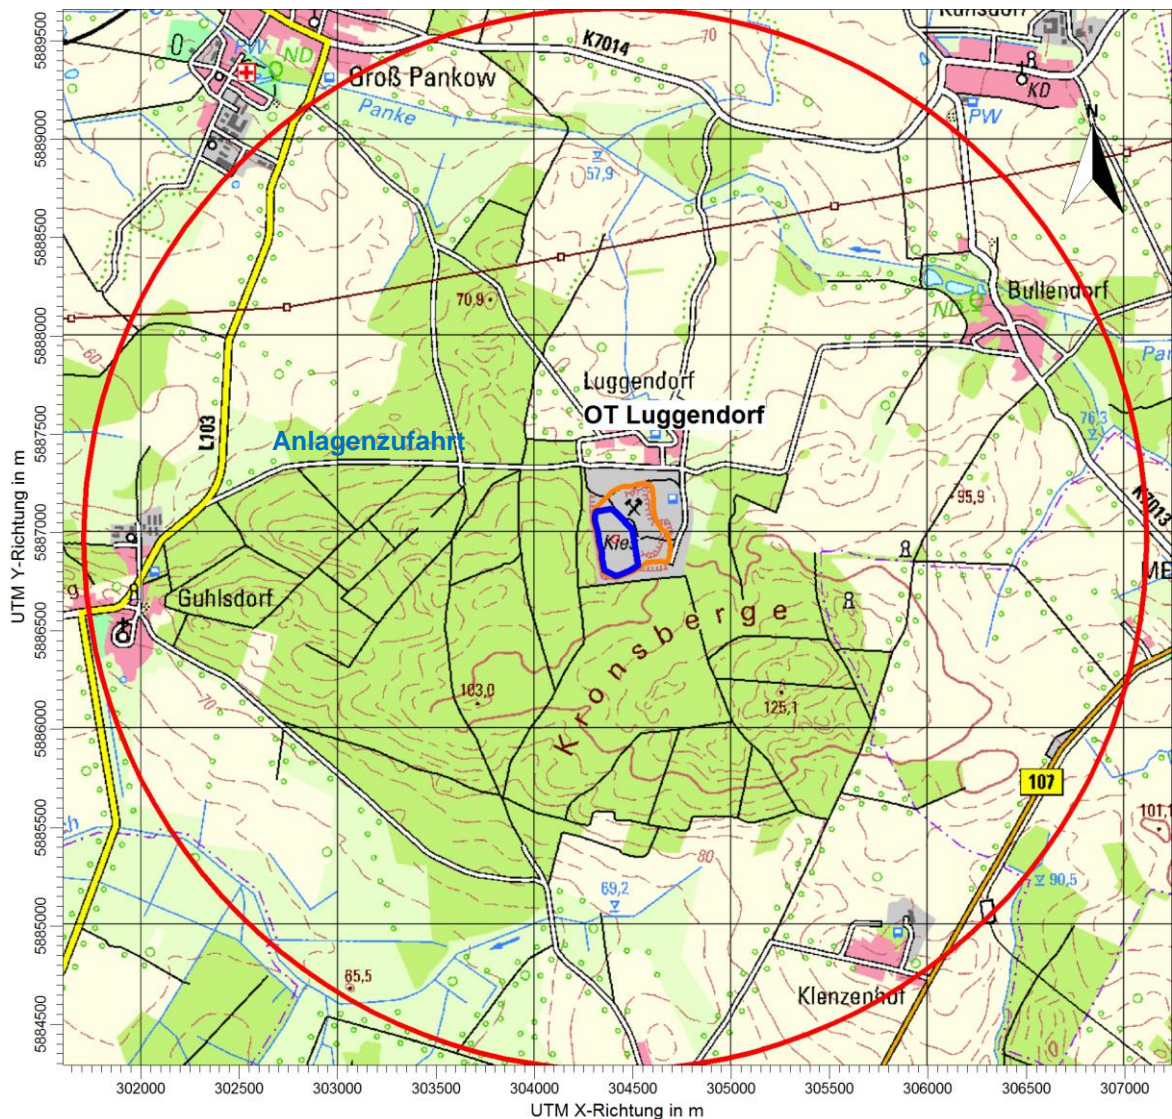 Kuhsdorf
K7014
70
PW
ND
Groß Pankow
KD
Panke
PW
N
57,9
70,9
Bullendorf
ND
60
Luggendorf
OT Luggendorf
L103
Anlagenzufahrt
76,3
95,9
K7013
Kies
Guhlsdorf
Kronsberge
70
103,0
125,1
107
101,
80
69,2
90,5
65,5
Klenzenhof
UTM Y-Richtung in m
5889500
5889000
5888500
5888000
5887500
5887000
5886500
5886000
5885500
5885000
5884500
302000 302500 303000 303500 304000 304500 305000 305500 306000 306500 307000
UTM X-Richtung in m